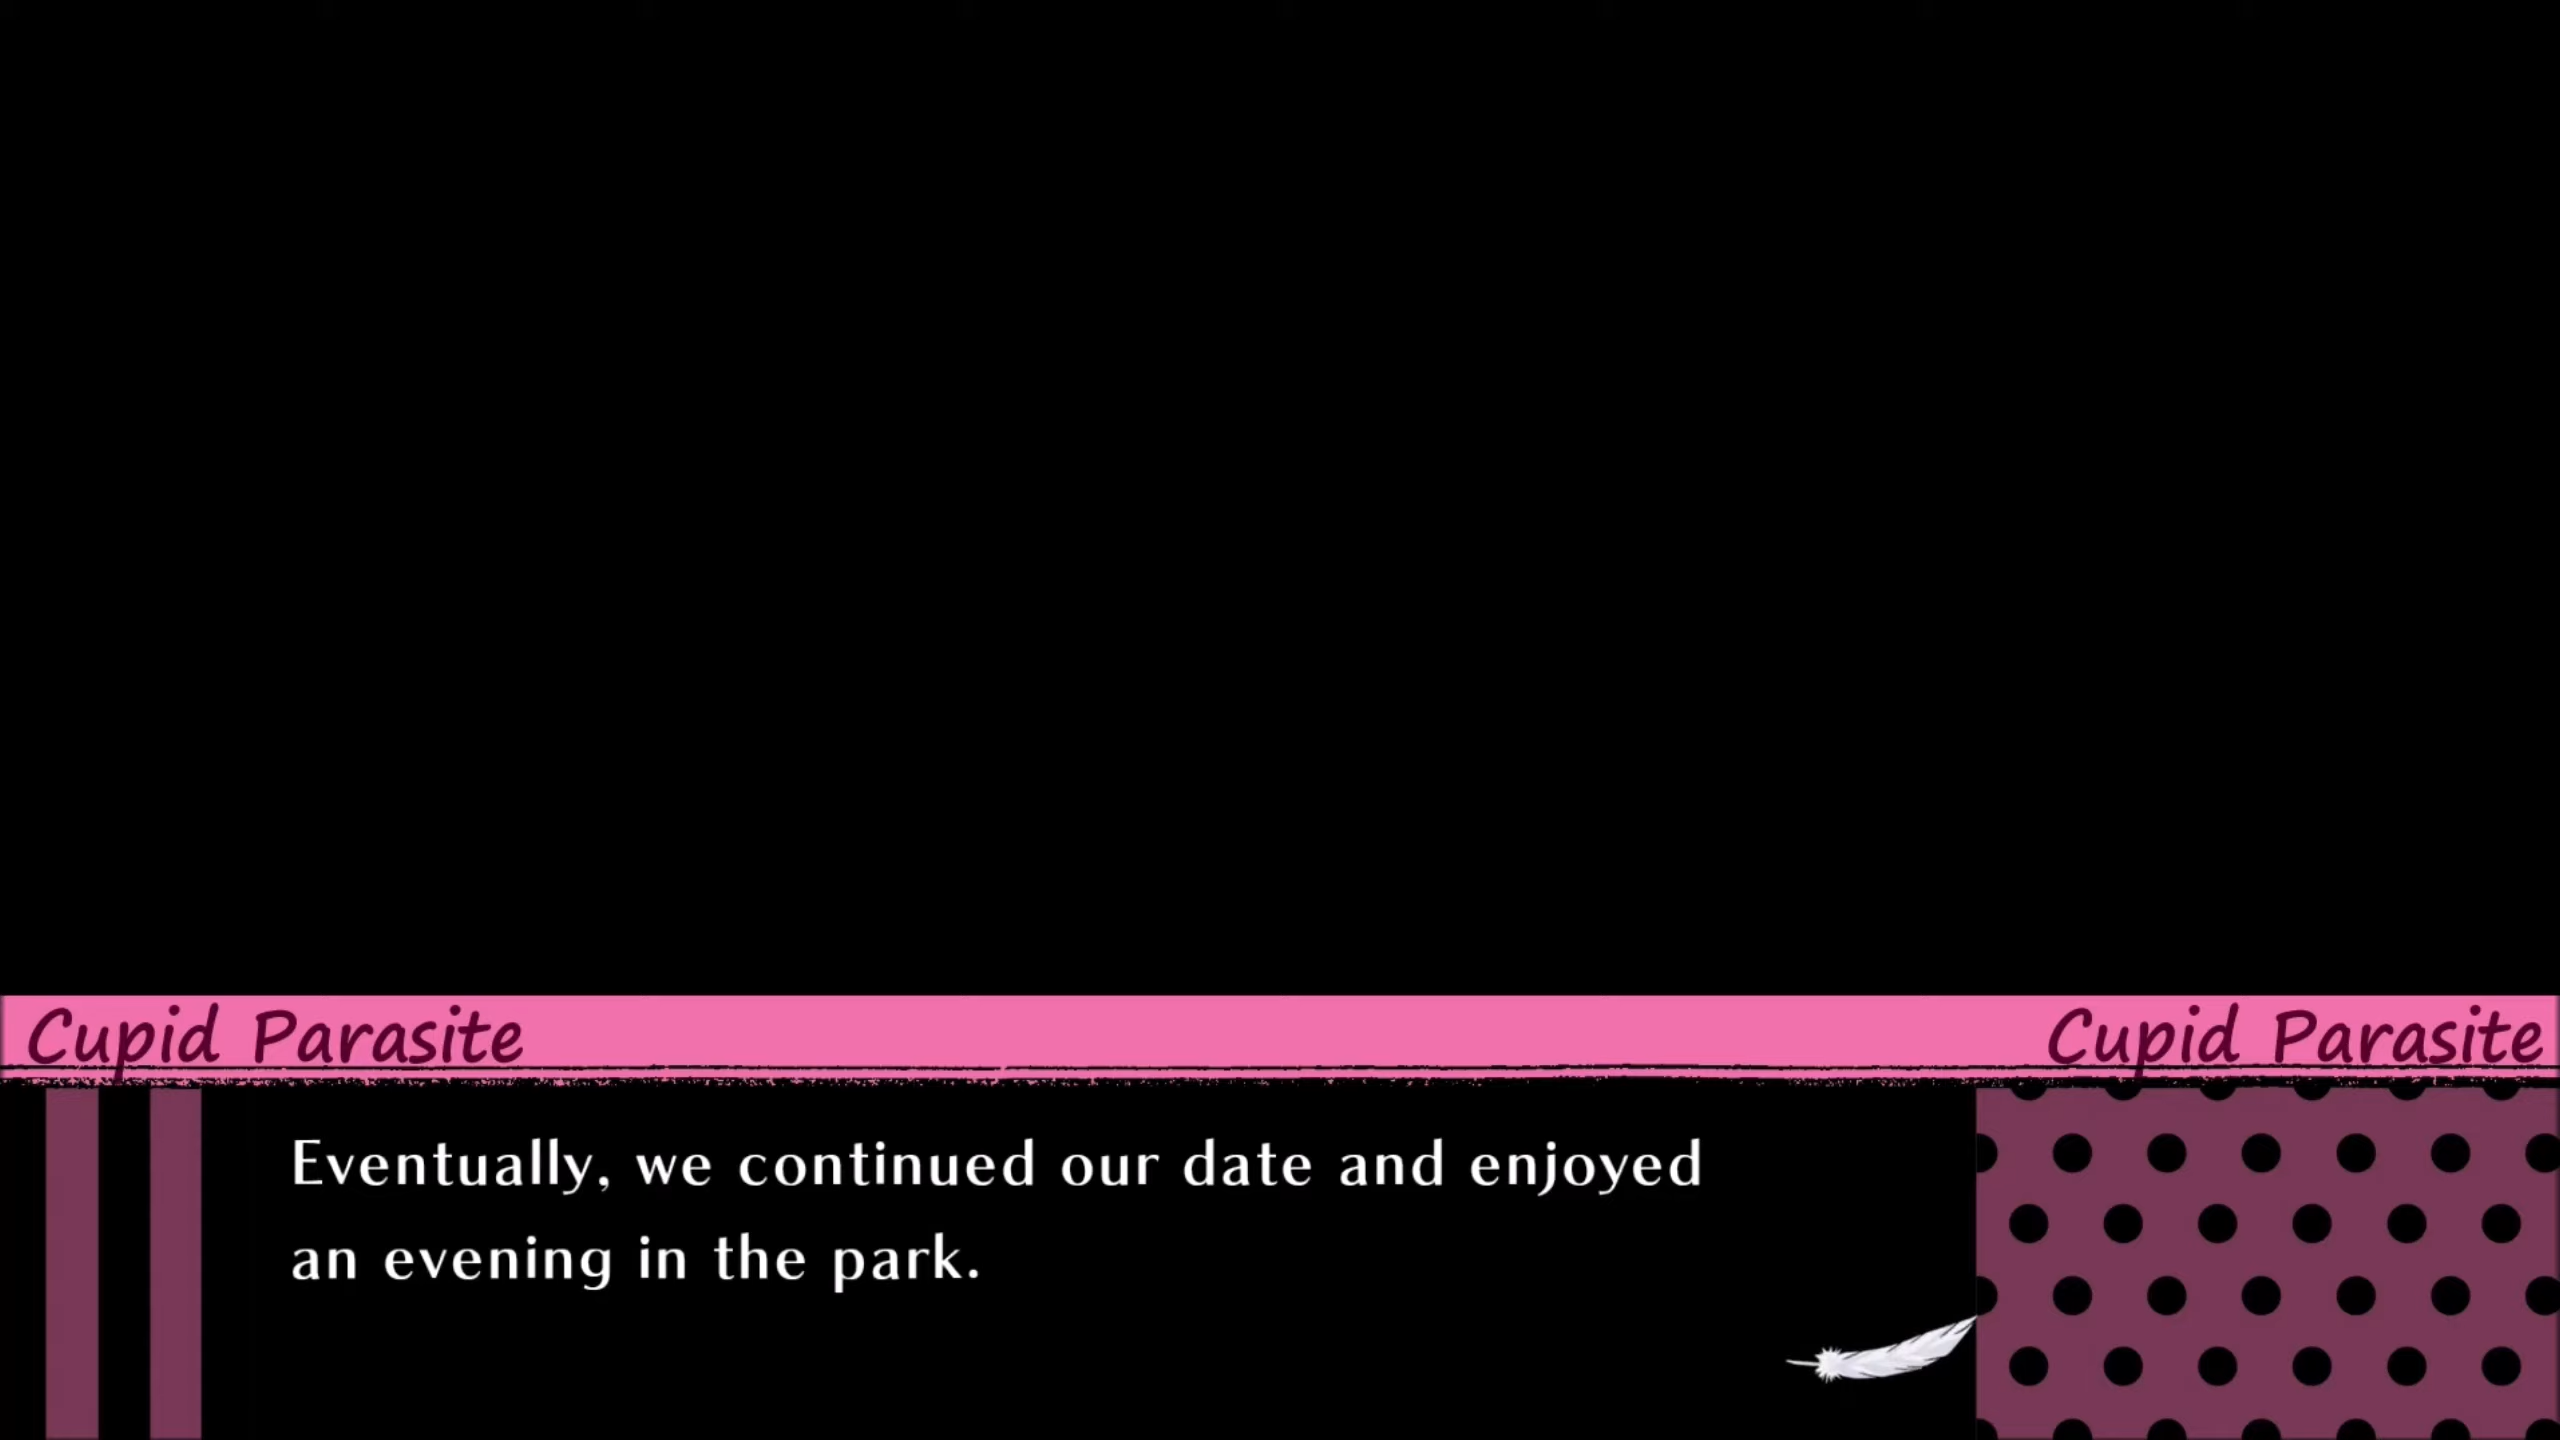 Cupid Parasite
Cupid Parasite
Eventually, we continued our date and enjoyed
an evening in the park.